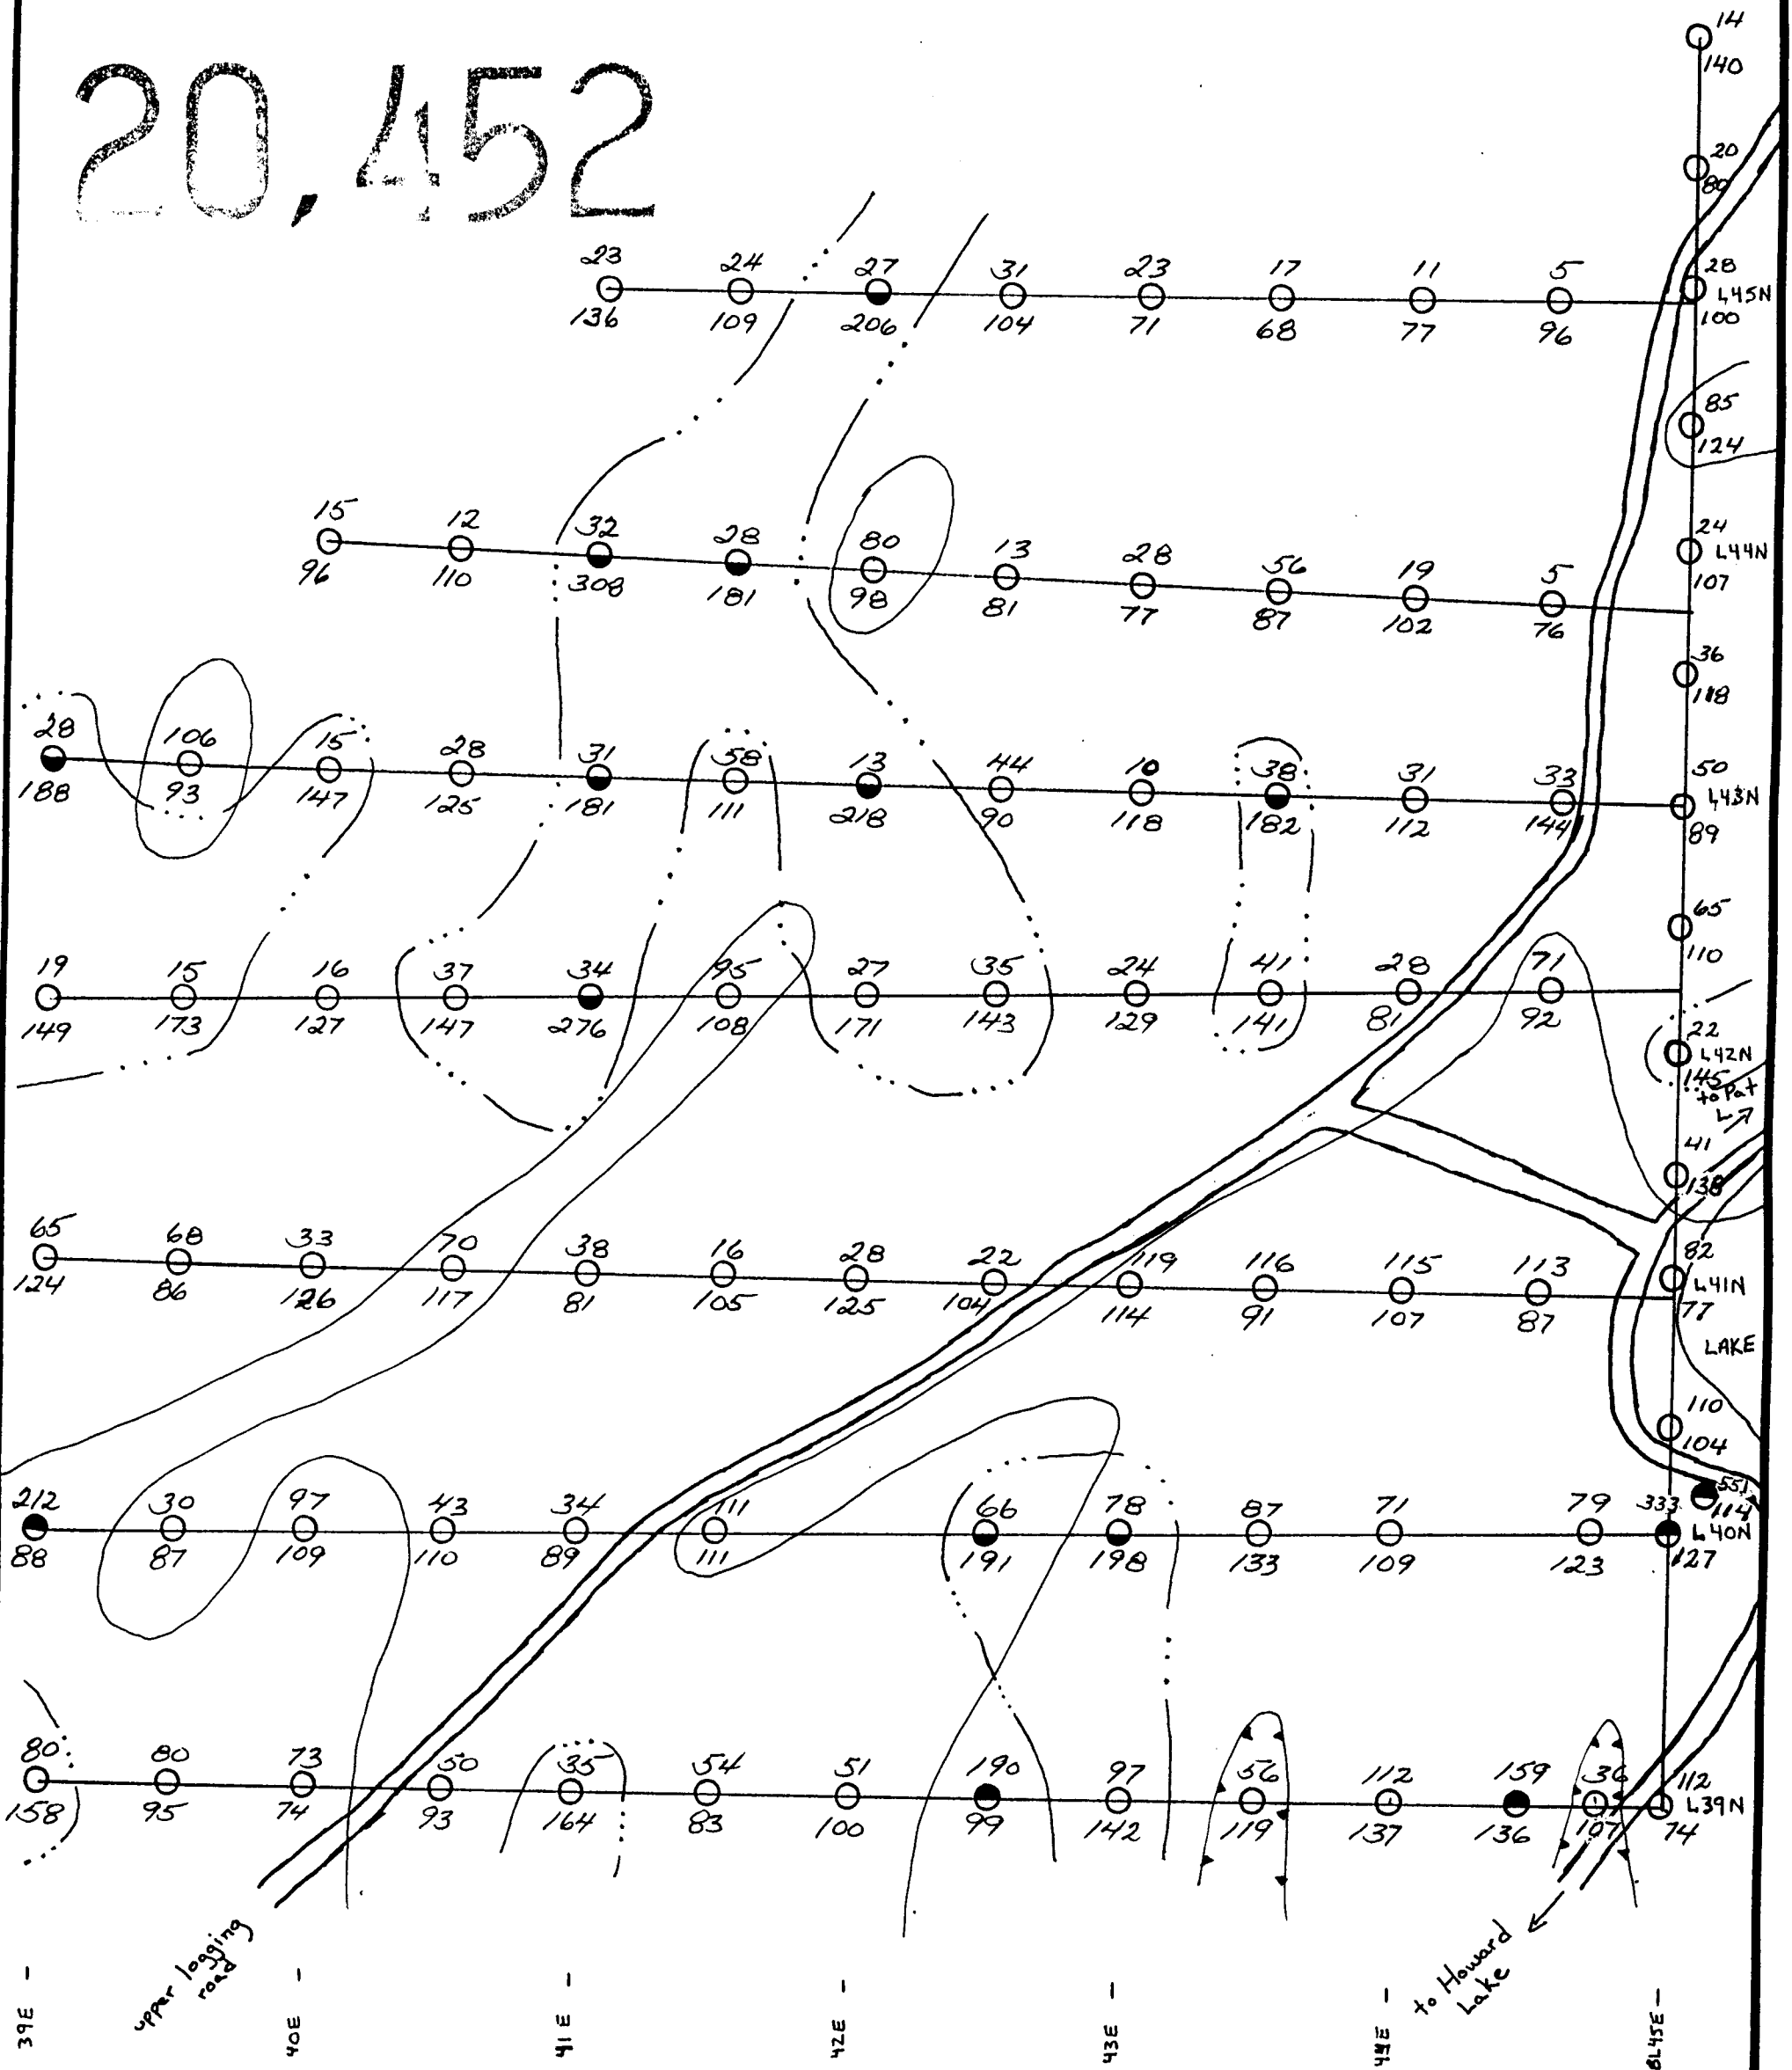 20,452
14
140
20
80
23 24 27 31 23 17 11 5 28
L45N
136 109 206 104 71 68 77 96 100
85
124
15 12 32 28 80 13 28 56 19 5 24
L44N
96 110 308 181 98 81 77 87 102 76 107
36
118
28 106 15 28 31 58 13 44 10 38 31 33 50
L43N
188 93 147 125 181 111 218 90 118 182 112 144 89
65
110
19 15 16 37 34 95 27 35 24 41 28 71
149 173 127 147 276 108 171 143 129 141 81 92
22
L42N
145
to Pat
L
41
138
65 68 33 70 38 16 28 22 119 116 115 113 82
L41N
124 86 126 117 81 105 125 104 114 91 107 87 77
LAKE
110
104
551
114
212 30 97 43 34 111 66 78 87 71 79 333
L40N
88 87 109 110 89 111 191 198 133 109 123 127
80 80 73 50 35 54 51 190 97 56 112 159 36 112
L39N
158 95 74 93 164 83 100 99 142 119 137 136 107 74
upper logging
road
to Howard
Lake
39E - 40E - 41E - 42E - 43E - 44E - BL45E -